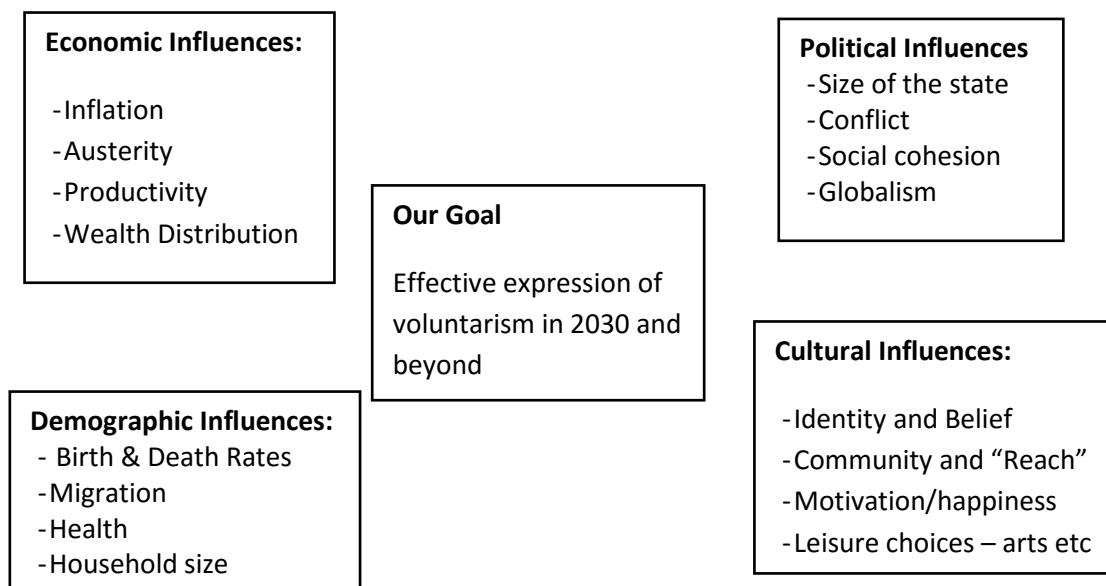 Economic Influences:
-Inflation
-Austerity
-Productivity
-Wealth Distribution
Political Influences
-Size of the state
-Conflict
-Social cohesion
-Globalism
Our Goal
Effective expression of
voluntarism in 2030 and
beyond
Demographic Influences:
- Birth & Death Rates
-Migration
-Health
-Household size
Cultural Influences:
-Identity and Belief
-Community and “Reach”
-Motivation/happiness
-Leisure choices – arts etc